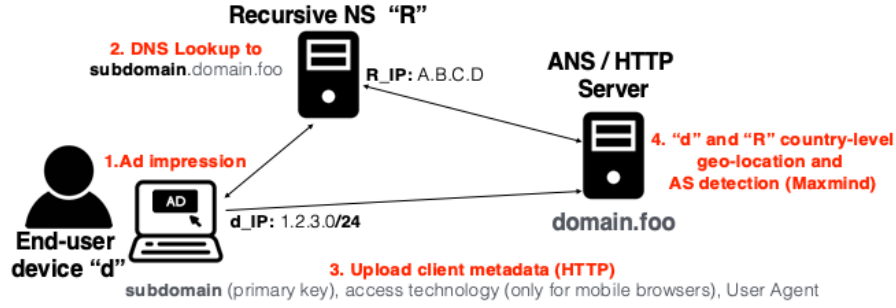 Recursive NS “R”
2. DNS Lookup to
subdomain.domain.foo
R_IP: A.B.C.D
ANS / HTTP
Server
1.Ad impression
AD
4. “d” and “R” country-level
geo-location and
AS detection (Maxmind)
d_IP: 1.2.3.0/24
domain.foo
End-user
device “d”
3. Upload client metadata (HTTP)
subdomain (primary key), access technology (only for mobile browsers), User Agent